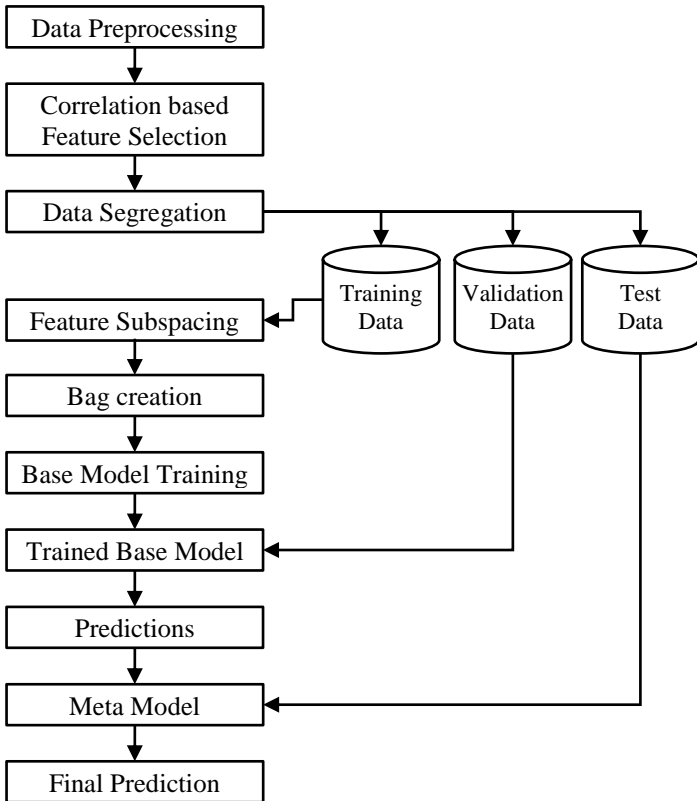 Data Preprocessing
Correlation based
Feature Selection
Data Segregation
Training
Data
Validation
Data
Test
Data
Feature Subspacing
Bag creation
Base Model Training
Trained Base Model
Predictions
Meta Model
Final Prediction